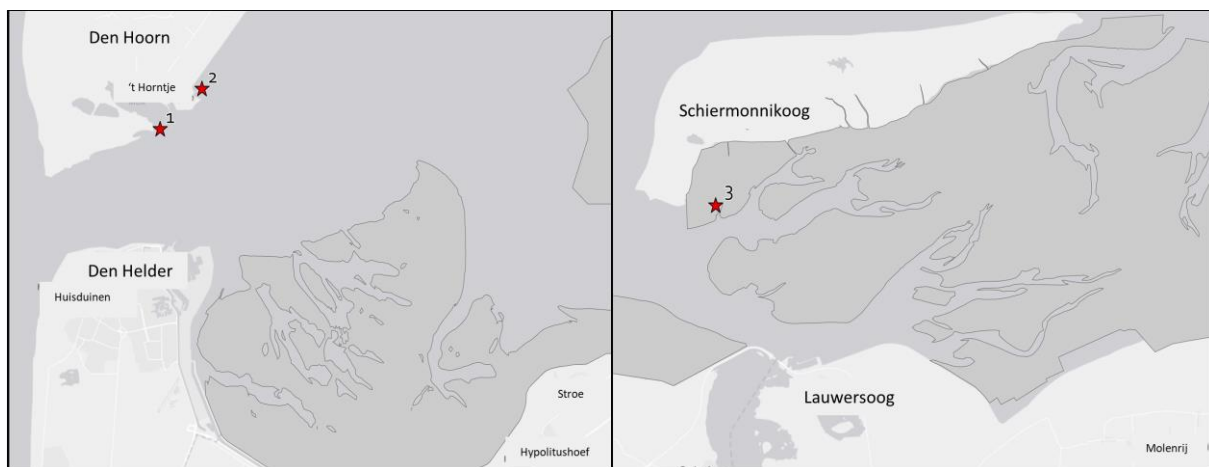 Den Hoorn
't Horntje
2
1
Den Helder
Huisduinen
Stroe
Hypolitushoef
Schiermonnikoog
3
Lauwersoog
Molenrij